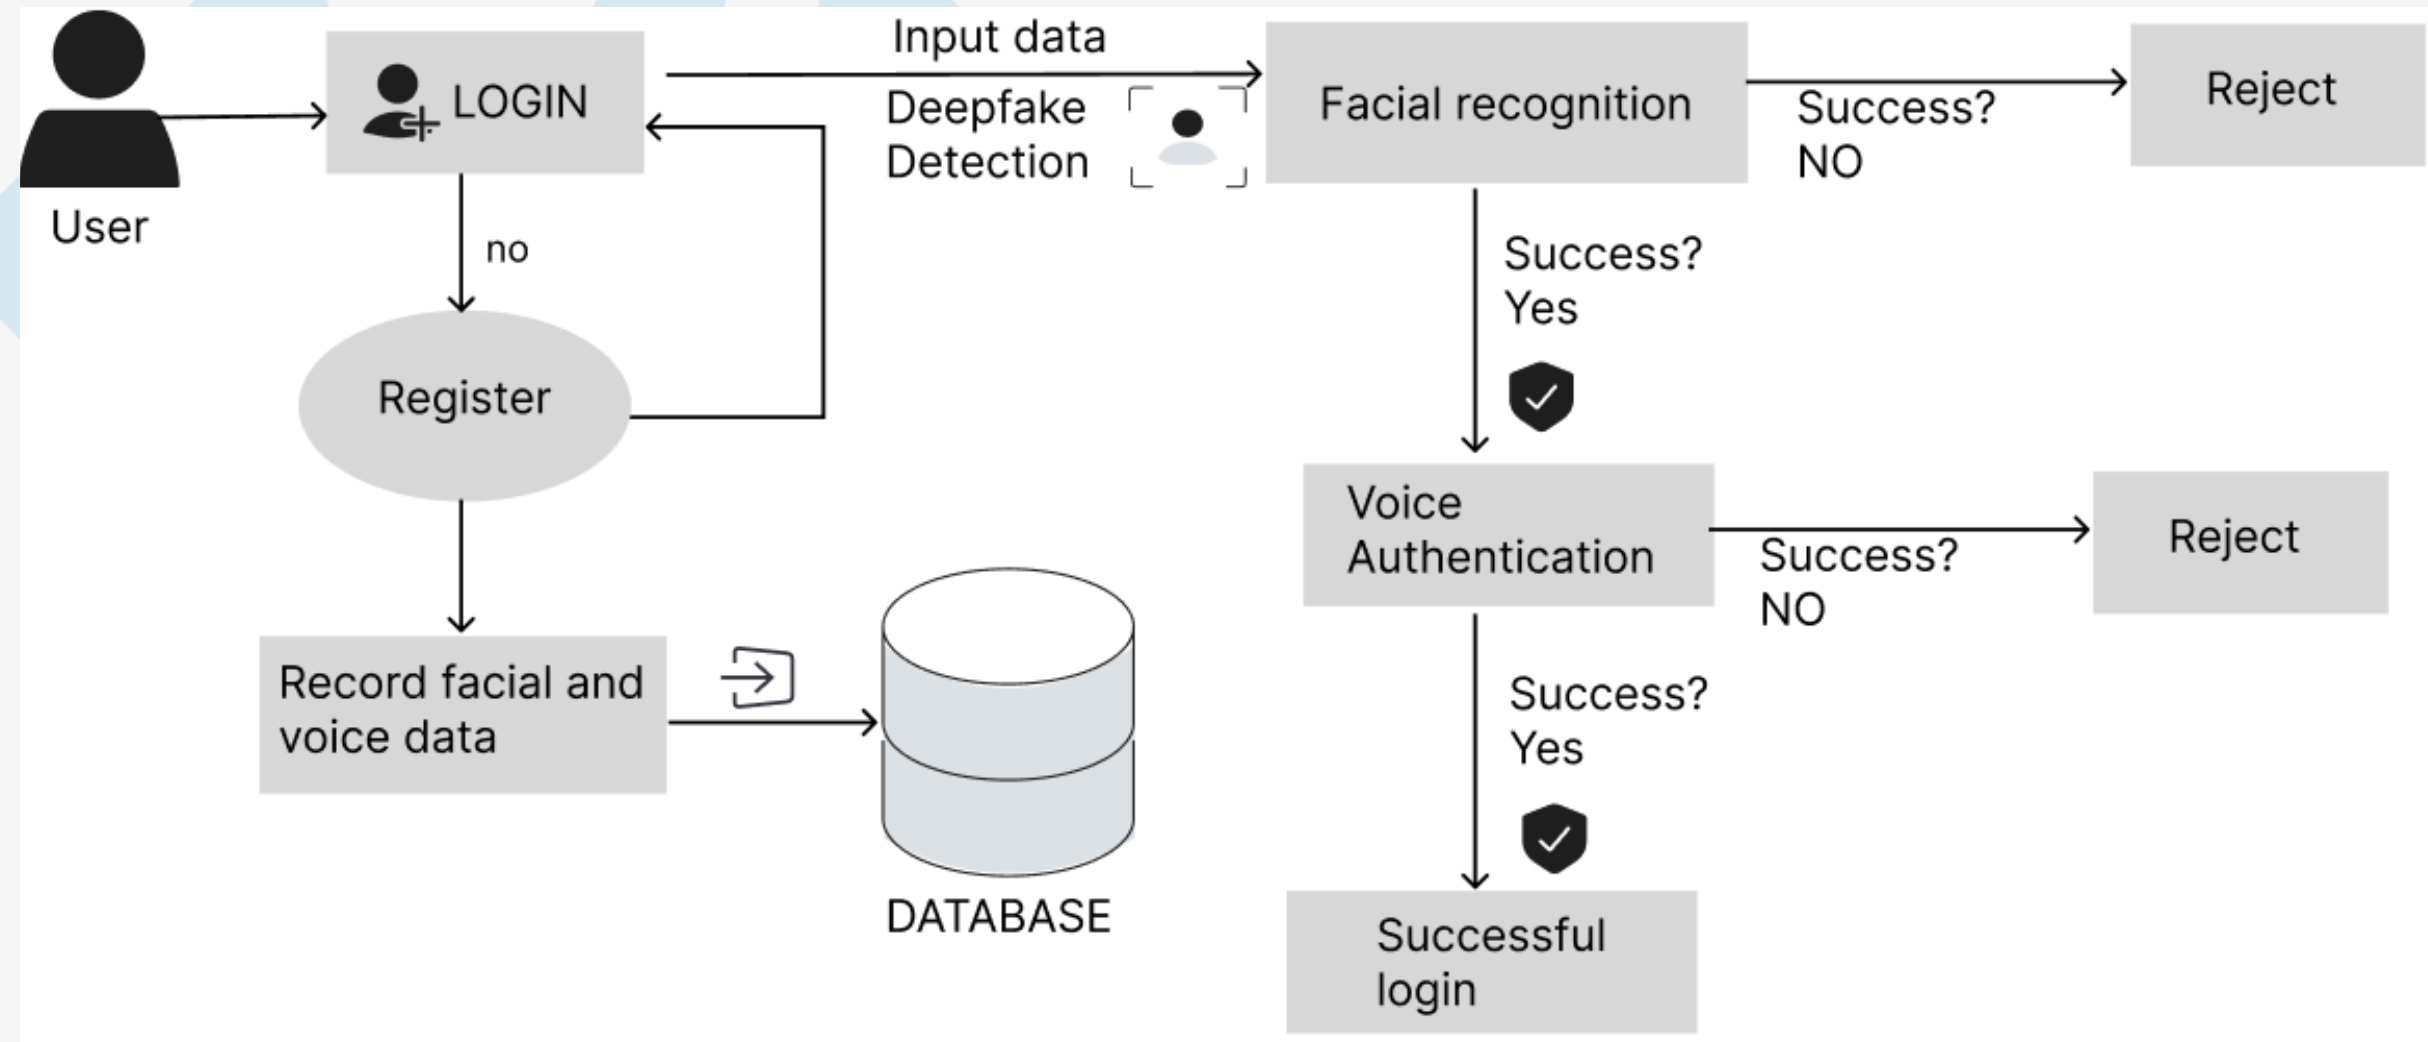 User
LOGIN
no
Register
Record facial and
voice data
DATABASE
Input data
Deepfake
Detection
Facial recognition
Success?
NO
Reject
Success?
Yes
Voice
Authentication
Success?
NO
Reject
Success?
Yes
Successful
login